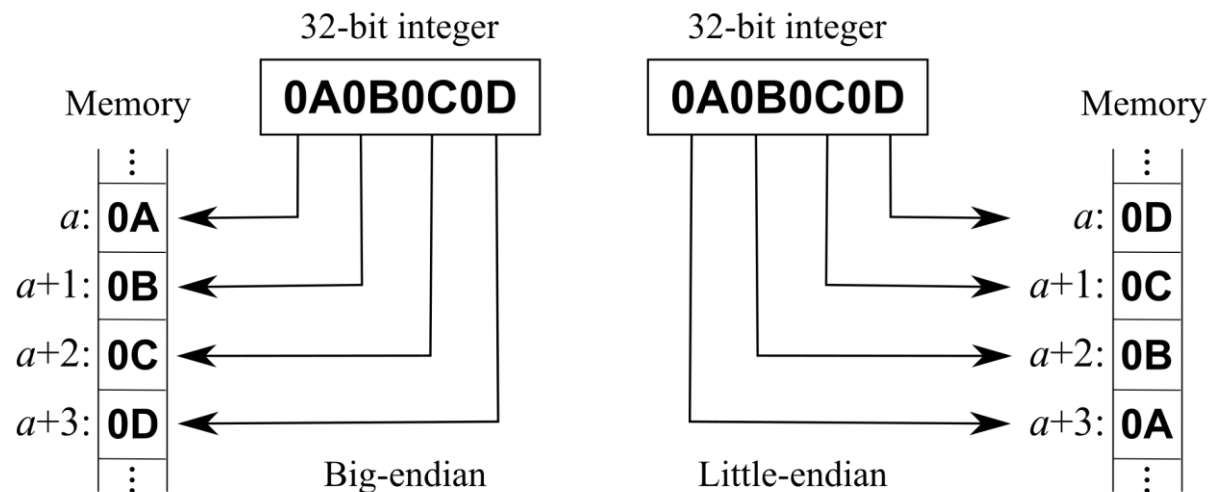 32-bit integer
0A0B0C0D
Memory
⋮
a: 0A
a+1: 0B
a+2: 0C
a+3: 0D
⋮
Big-endian
32-bit integer
0A0B0C0D
Memory
⋮
a: 0D
a+1: 0C
a+2: 0B
a+3: 0A
⋮
Little-endian